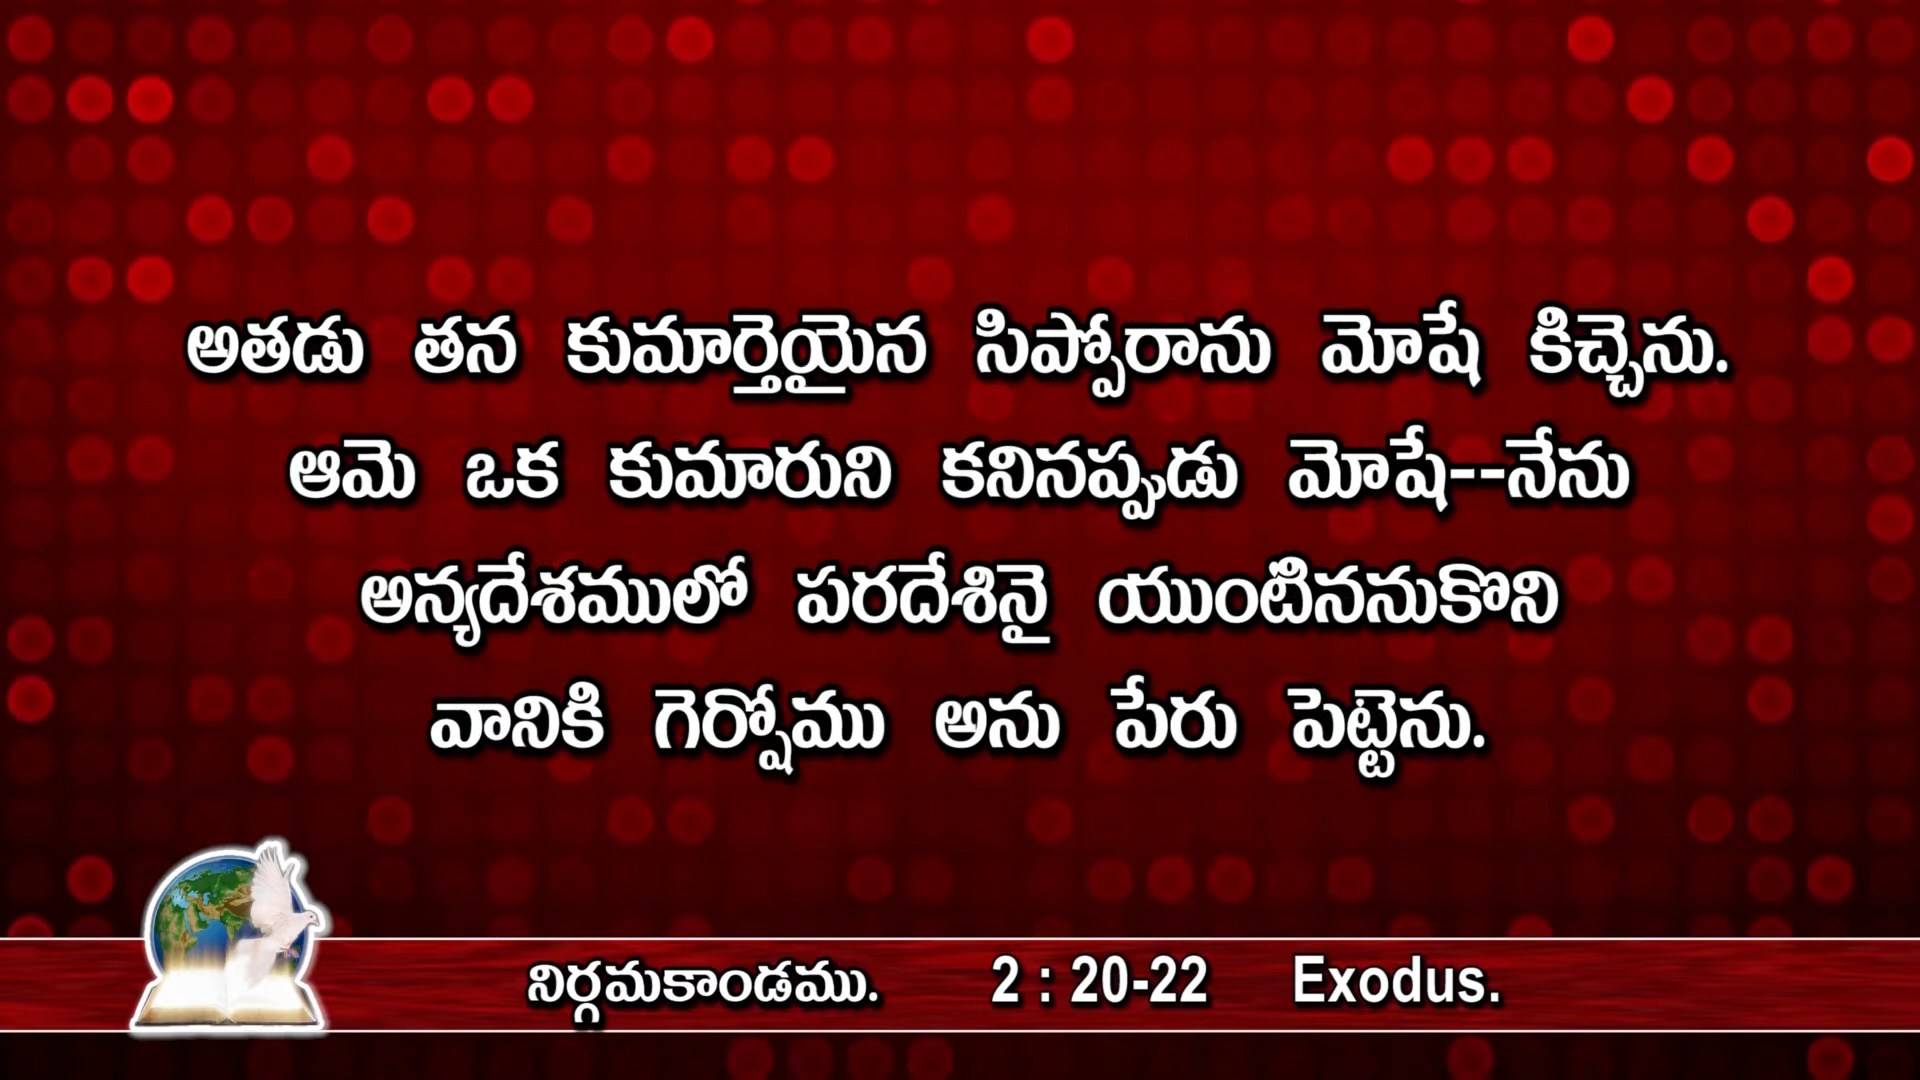 అతడు తన కుమార్తెయైన సిప్పోరాను మోషే కిచ్చెను.
ఆమె ఒక కుమారుని కనినప్పుడు మోషే--నేను
అన్యదేశములో పరదేశినై యుంటిననుకొని
వానికి గెర్షోము అను పేరు పెట్టెను.
నిర్గమకాండము. 2 : 20-22 Exodus.